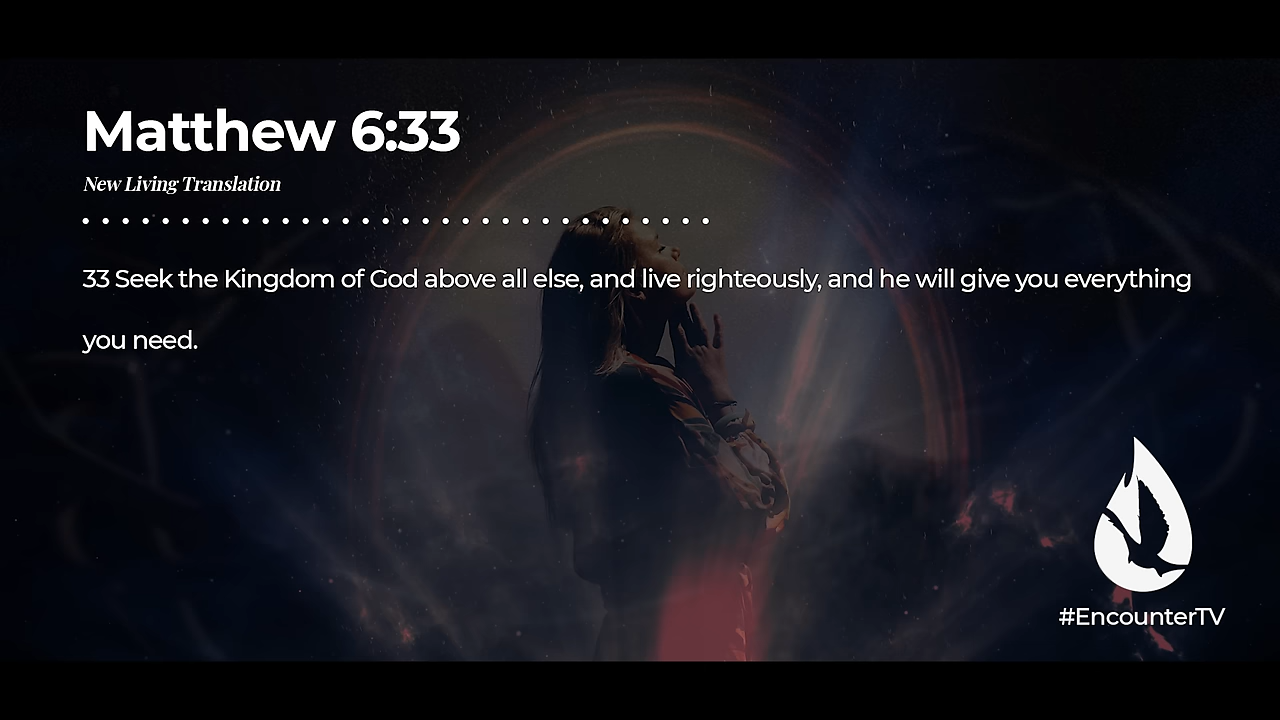 Matthew 6:33
New Living Translation
33 Seek the Kingdom of God above all else, and live righteously, and he will give you everything
you need.
#EncounterTV